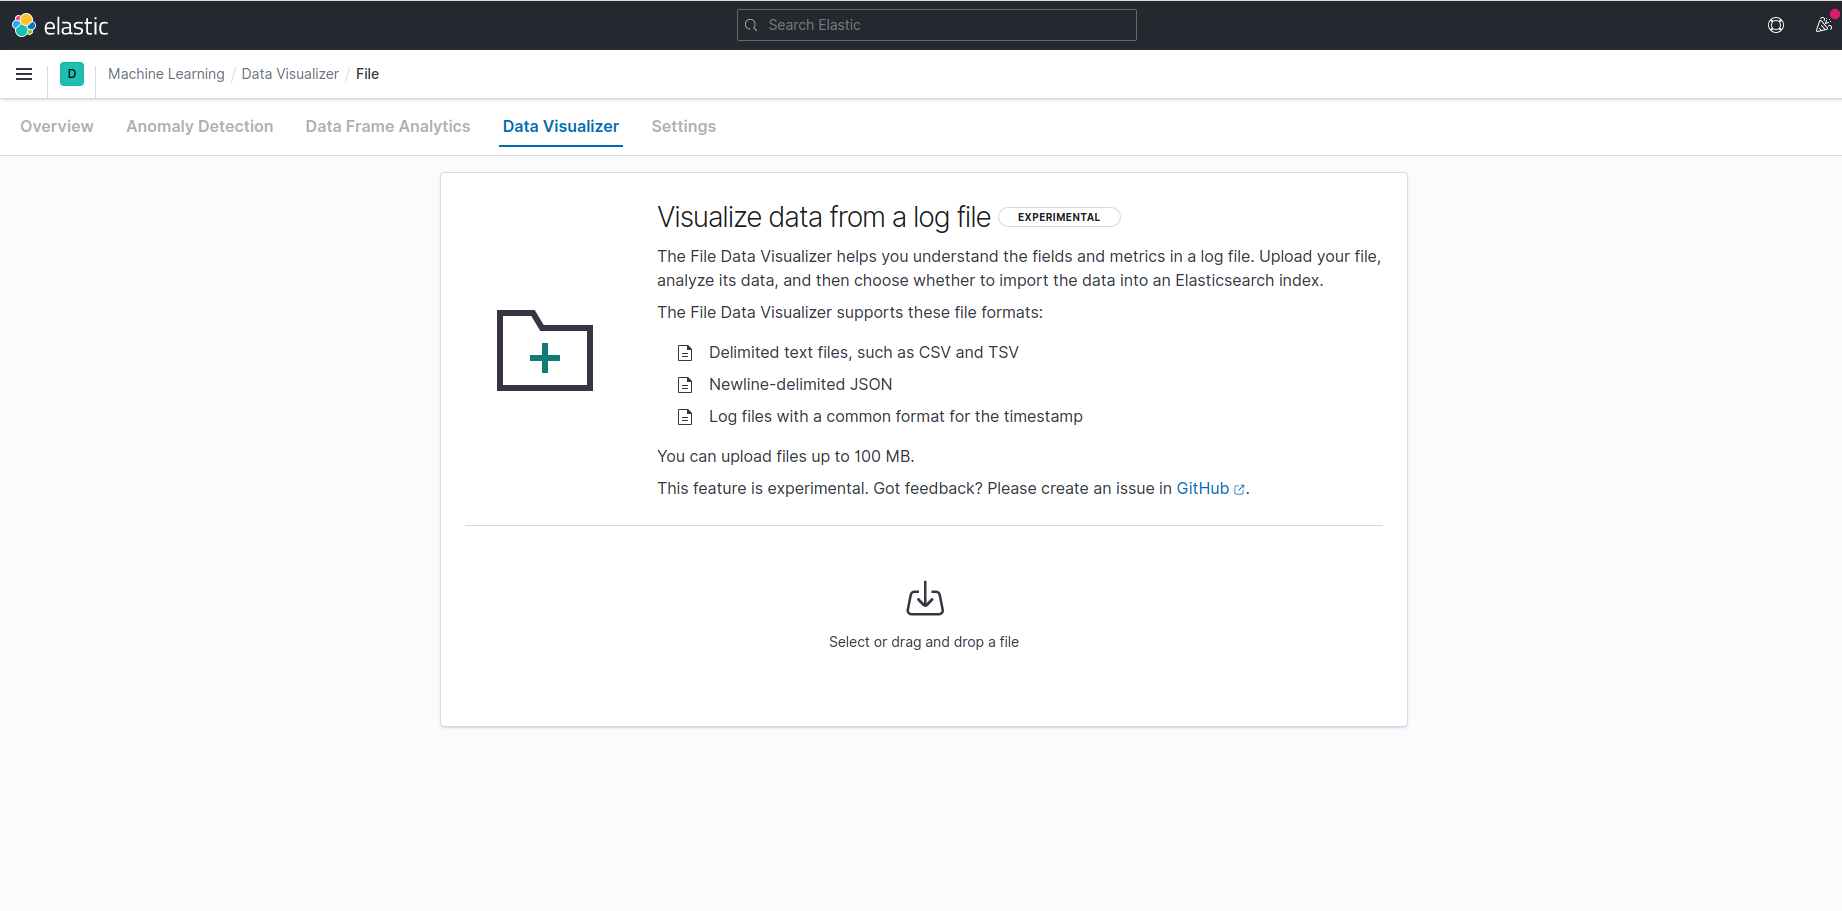 elastic
Search Elastic
D
Machine Learning / Data Visualizer / File
Overview
Anomaly Detection
Data Frame Analytics
Data Visualizer
Settings
Visualize data from a log file
EXPERIMENTAL
The File Data Visualizer helps you understand the fields and metrics in a log file. Upload your file,
analyze its data, and then choose whether to import the data into an Elasticsearch index.
The File Data Visualizer supports these file formats:
Delimited text files, such as CSV and TSV
Newline-delimited JSON
Log files with a common format for the timestamp
You can upload files up to 100 MB.
This feature is experimental. Got feedback? Please create an issue in GitHub.
Select or drag and drop a file